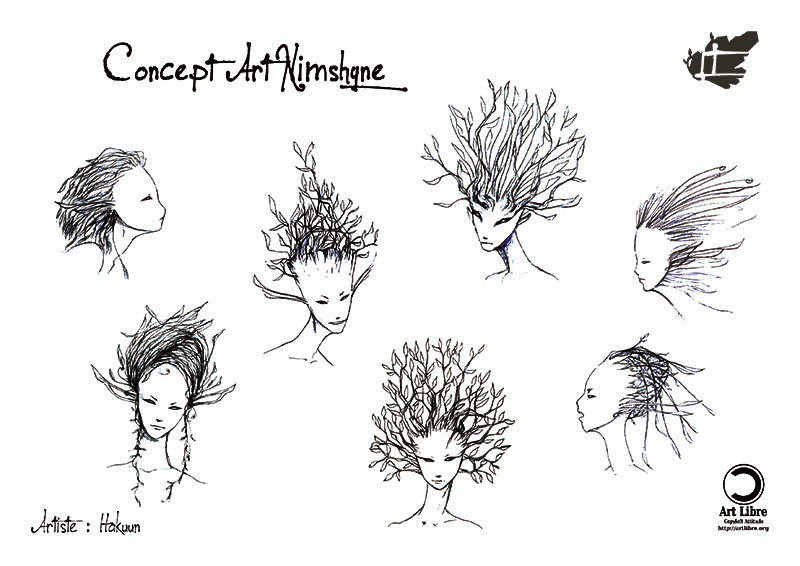 Concept Art Nimshgne
Artiste : Hakuun
Art Libre
Copyleft Attitude
http://artlibre.org